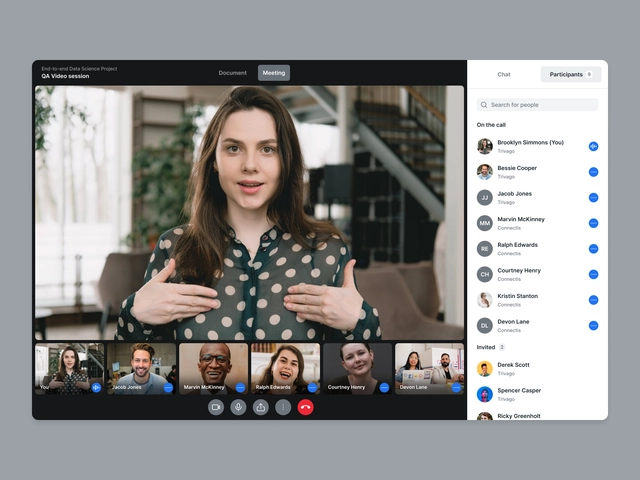 End-to-end Data Science Project
QA Video session
Document
Meeting
You
Jacob Jones
Marvin McKinney
Ralph Edwards
Courtney Henry
Devon Lane
Chat
Participants 8
Search for people
On the call
Brooklyn Simmons (You)
Trivago
Bessie Cooper
Trivago
JJ
Jacob Jones
Trivago
MM
Marvin McKinney
Connectis
RE
Ralph Edwards
Connectis
CH
Courtney Henry
Connectis
Kristin Stanton
Connectis
DL
Devon Lane
Connectis
Invited 2
Derek Scott
Trivago
Spencer Casper
Trivago
Ricky Greenholt